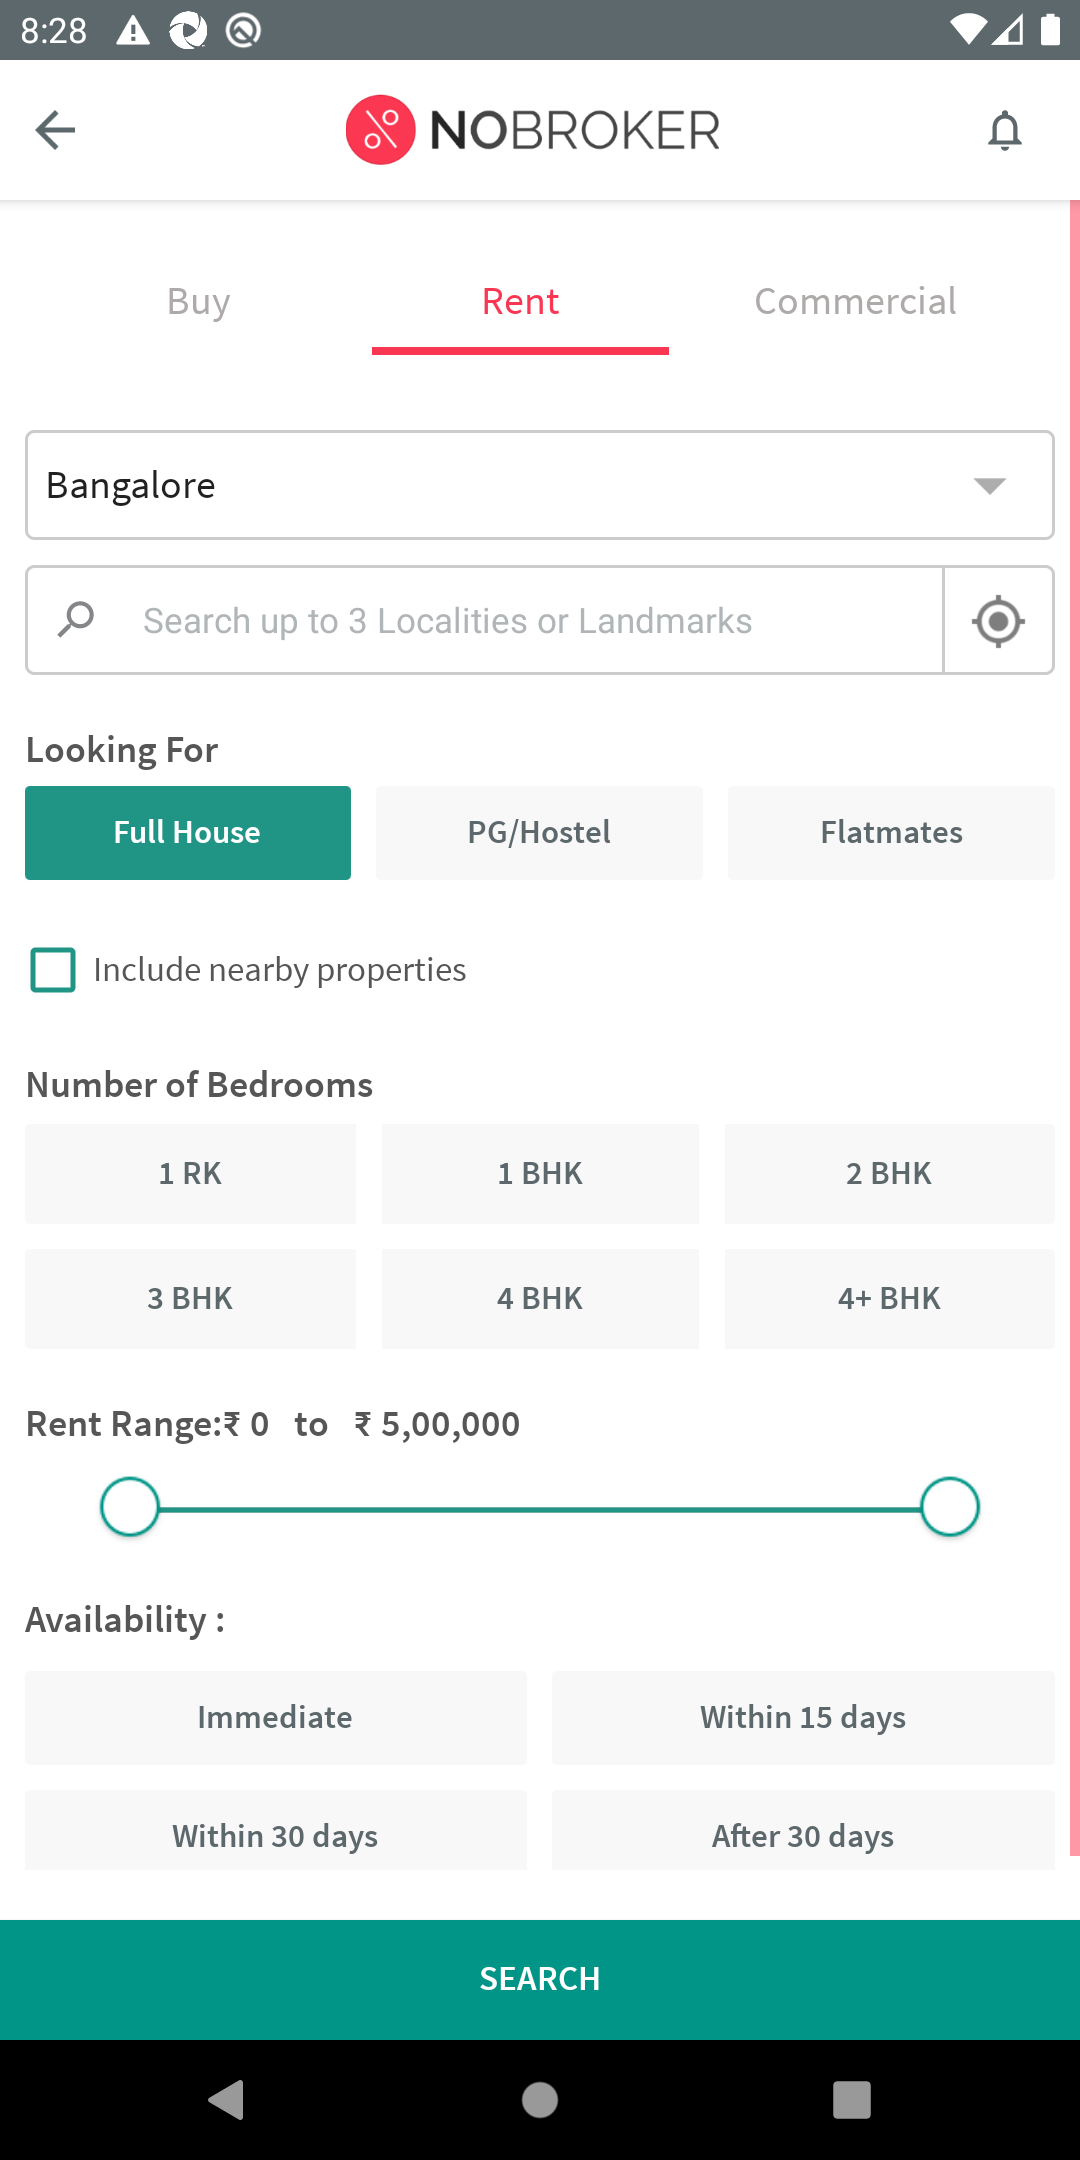 8:28
NOBROKER
Buy Rent Commercial
Bangalore
Search up to 3 Localities or Landmarks
Looking For
Full House PG/Hostel Flatmates
Include nearby properties
Number of Bedrooms
1 RK 1 BHK 2 BHK
3 BHK 4 BHK 4+ BHK
Rent Range:₹ 0 to ₹ 5,00,000
Availability :
Immediate Within 15 days
Within 30 days After 30 days
SEARCH